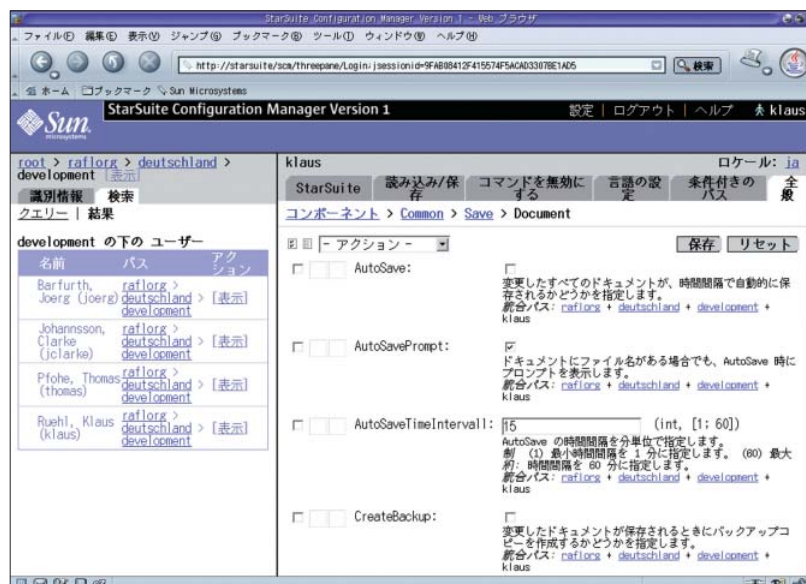 StarSuite Configuration Manager Version 1 - Web ブラウザ
ファイル(F) 編集(E) 表示(V) ジャンプ(G) ブックマーク(B) ツール(T) ウィンドウ(W) ヘルプ(H)
http://starsuite/scm/threepane/Login;jsessionid=9FAB08412F415574F5ACAD33078E1AD5
検索
ホーム ブックマーク Sun Microsystems
StarSuite Configuration Manager Version 1
設定 | ログアウト | ヘルプ klaus
Sun
microsystems
root > raflorg > deutschland >
development [表示]
識別情報 検索
クエリー | 結果
development の下の ユーザー
名前 パス アクション
Barfurth, Joerg (joerg) raflorg > deutschland > development [表示]
Johannsson, Clarke (jclarke) raflorg > deutschland > development [表示]
Pfohe, Thomas (thomas) raflorg > deutschland > development [表示]
Ruehl, Klaus (klaus) raflorg > deutschland > development [表示]
klaus ロケール: ja
StarSuite 読み込み/保存 コマンドを無効にする 言語の設定 条件付きのパス 全般
コンポーネント > Common > Save > Document
- アクション - 保存 リセット
AutoSave:
変更したすべてのドキュメントが、時間間隔で自動的に保
存されるかどうかを指定します。
統合パス: raflorg + deutschland + development +
klaus
AutoSavePrompt:
ドキュメントにファイル名がある場合でも、AutoSave 時に
プロンプトを表示します。
統合パス: raflorg + deutschland + development +
klaus
AutoSaveTimeIntervall: 15 (int, [1; 60])
AutoSave の時間間隔を分単位で指定します。
制 (1) 最小時間間隔を 1 分に指定します。 (60) 最大
約: 時間間隔を 60 分に指定します。
統合パス: raflorg + deutschland + development +
klaus
CreateBackup:
変更したドキュメントが保存されるときにバックアップコ
ピーを作成するかどうかを指定します。
統合パス: raflorg + deutschland + development +
klaus